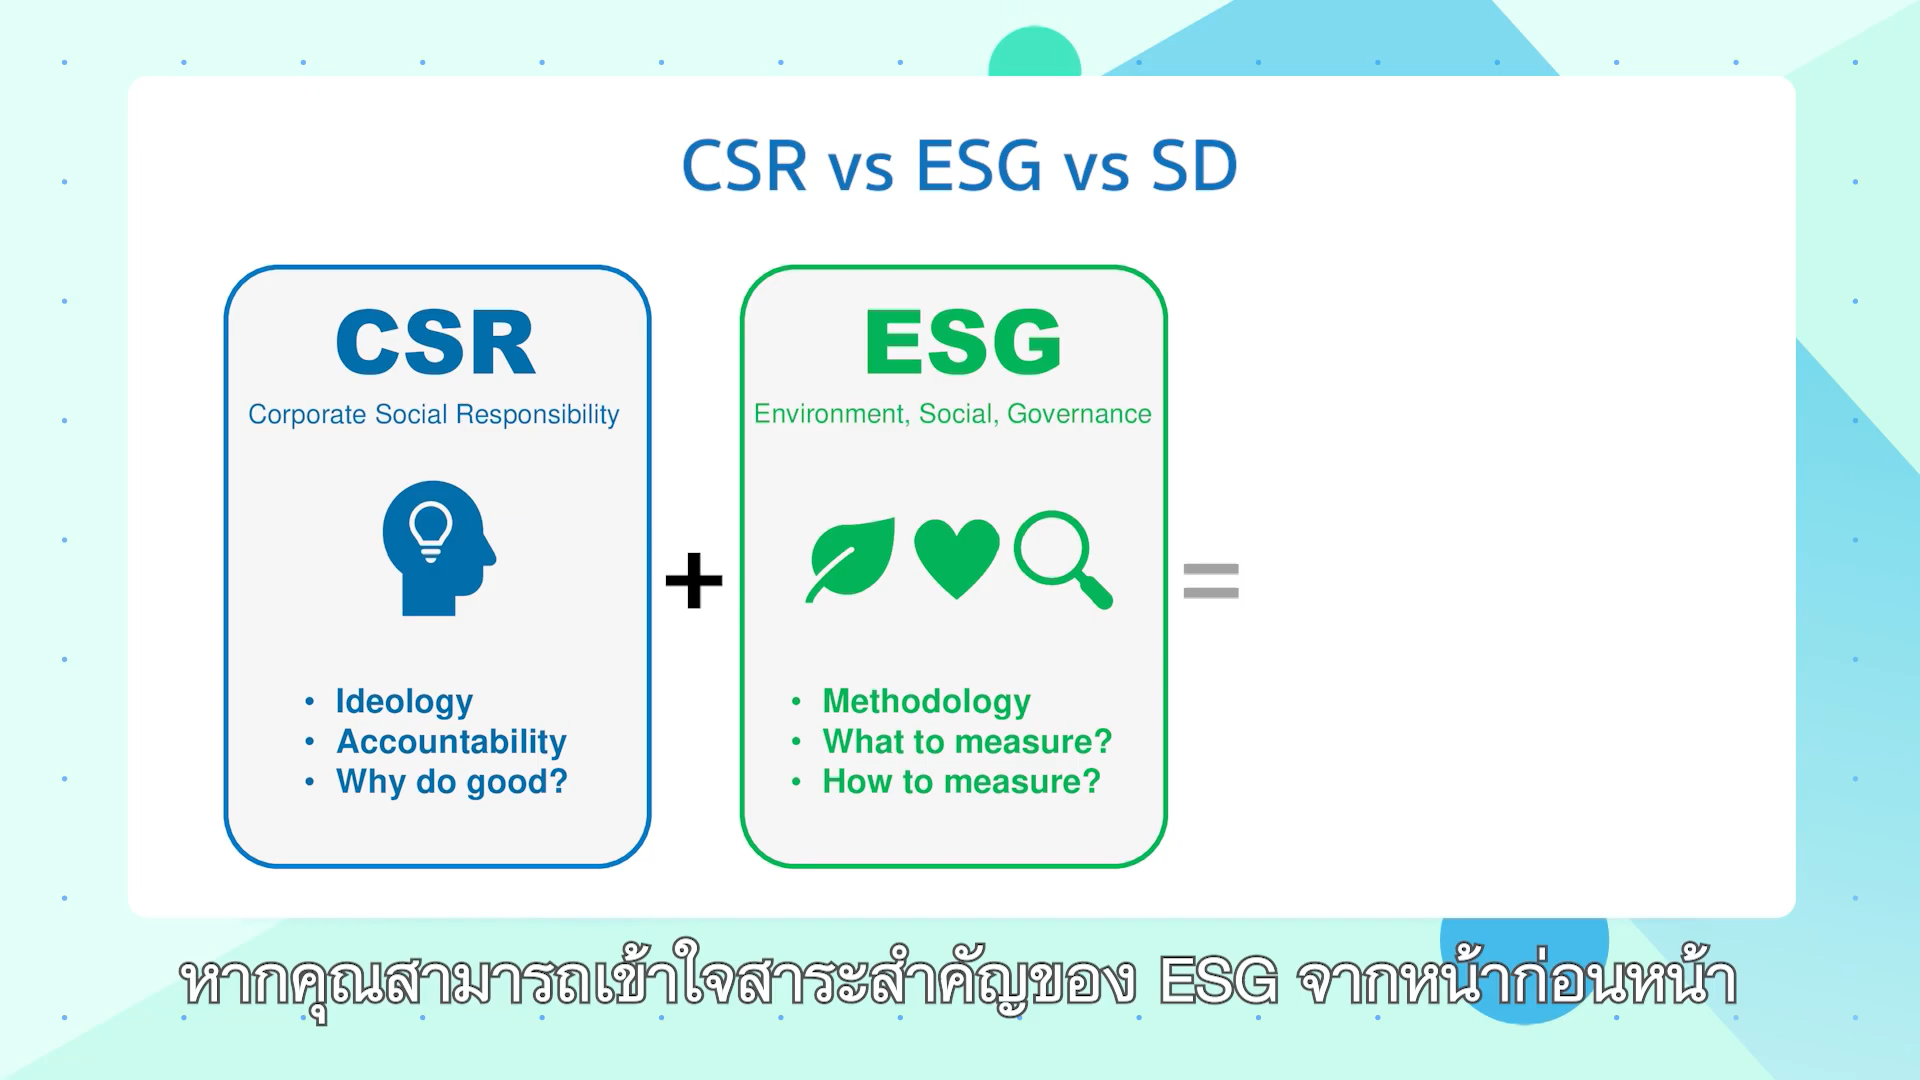 CSR vs ESG vs SD
CSR
Corporate Social Responsibility
• Ideology
• Accountability
• Why do good?
+
ESG
Environment, Social, Governance
• Methodology
• What to measure?
• How to measure?
=
หากคุณสามารถเข้าใจสาระสำคัญของ ESG จากหน้าก่อนหน้า